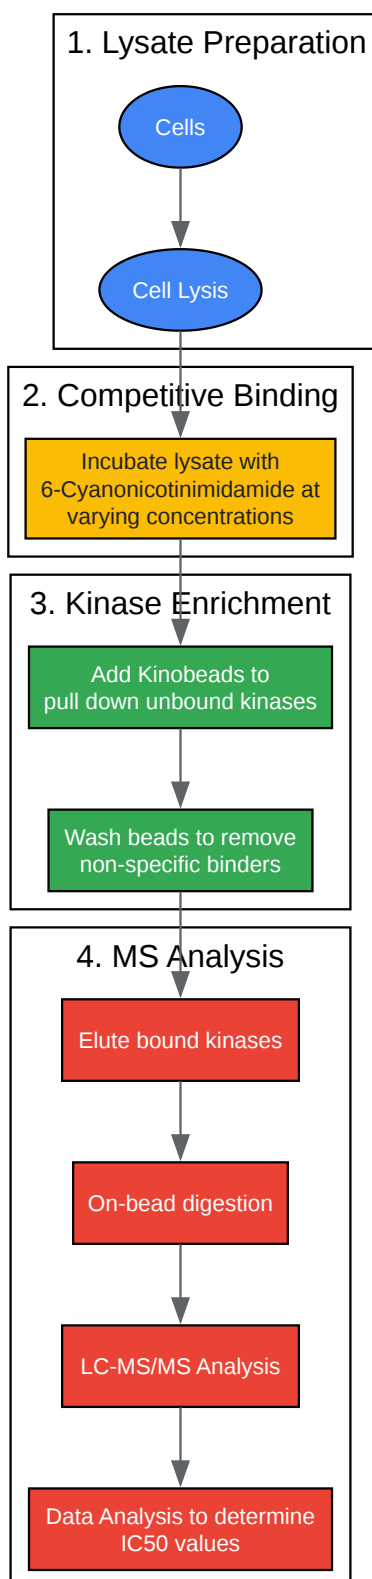 1. Lysate Preparation
Cells
Cell Lysis
2. Competitive Binding
Incubate lysate with
6-Cyanonicotinimidamide at
varying concentrations
3. Kinase Enrichment
Add Kinobeads to
pull down unbound kinases
Wash beads to remove
non-specific binders
4. MS Analysis
Elute bound kinases
On-bead digestion
LC-MS/MS Analysis
Data Analysis to determine
IC50 values